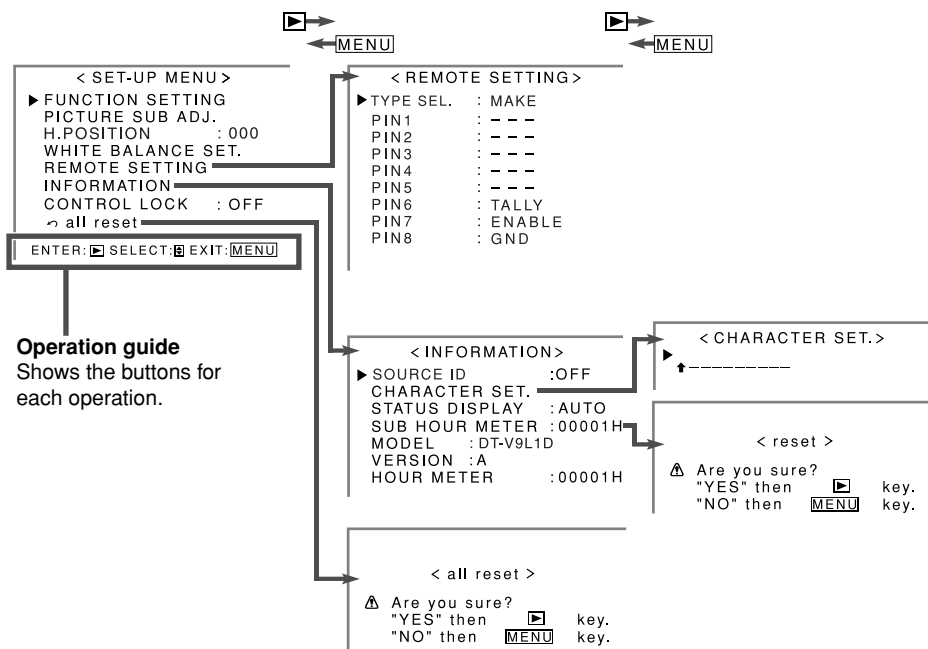 MENU
MENU
< SET-UP MENU >
FUNCTION SETTING
PICTURE SUB ADJ.
H.POSITION : 000
WHITE BALANCE SET.
REMOTE SETTING
INFORMATION
CONTROL LOCK : OFF
all reset
ENTER: SELECT: EXIT: MENU
Operation guide
Shows the buttons for
each operation.
< REMOTE SETTING >
TYPE SEL. : MAKE
PIN1 : – – –
PIN2 : – – –
PIN3 : – – –
PIN4 : – – –
PIN5 : – – –
PIN6 : TALLY
PIN7 : ENABLE
PIN8 : GND
< INFORMATION >
SOURCE ID :OFF
CHARACTER SET.
STATUS DISPLAY :AUTO
SUB HOUR METER :00001H
MODEL : DT-V9L1D
VERSION :A
HOUR METER :00001H
< CHARACTER SET. >
< reset >
Are you sure?
"YES" then key.
"NO" then MENU key.
< all reset >
Are you sure?
"YES" then key.
"NO" then MENU key.